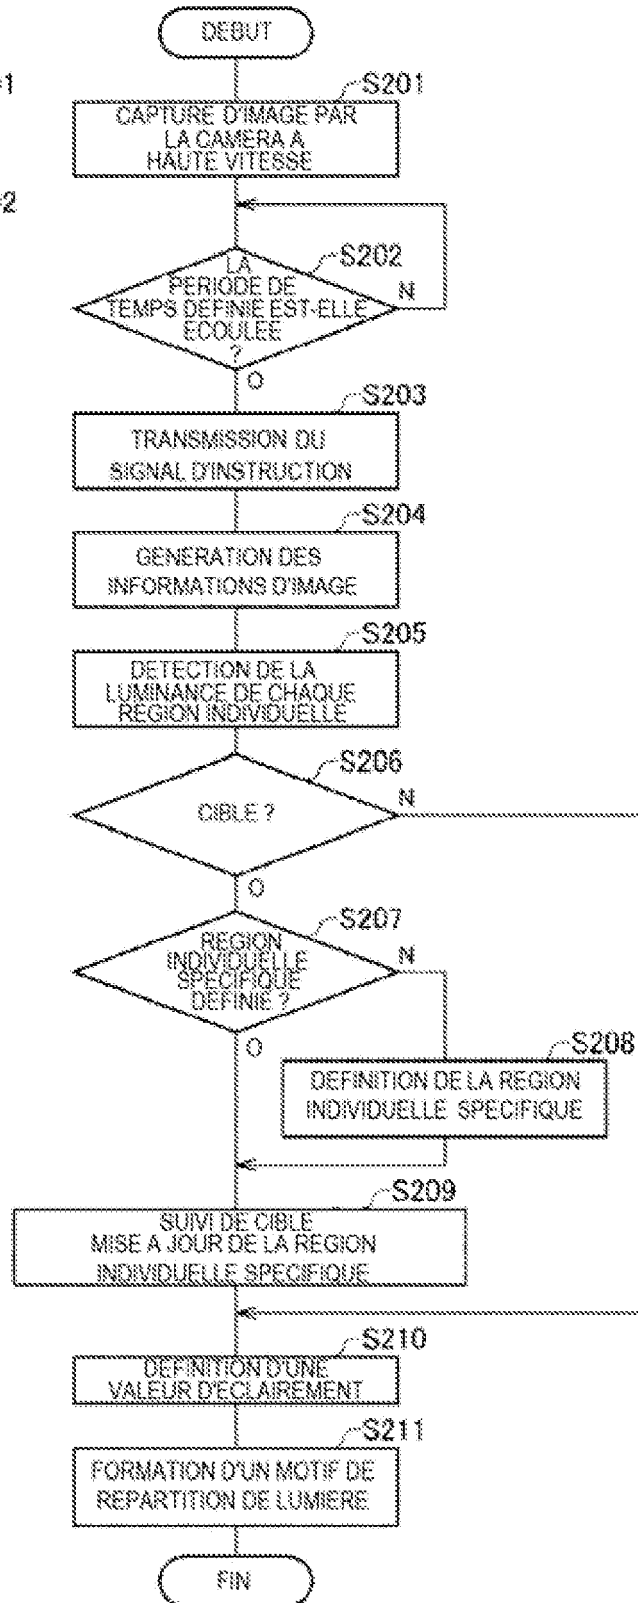 DEBUT
S201
CAPTURE D'IMAGE PAR
LA CAMERA A
HAUTE VITESSE
S202
LA
PERIODE DE
TEMPS DEFINIE EST-ELLE
ECOULEE
?
N
O
S203
TRANSMISSION DU
SIGNAL D'INSTRUCTION
S204
GENERATION DES
INFORMATIONS D'IMAGE
S205
DETECTION DE LA
LUMINANCE DE CHAQUE
REGION INDIVIDUELLE
S206
CIBLE ?
N
O
S207
REGION
INDIVIDUELLE
SPECIFIQUE
DEFINIE ?
N
O
S208
DEFINITION DE LA REGION
INDIVIDUELLE SPECIFIQUE
S209
SUIVI DE CIBLE
MISE A JOUR DE LA REGION
INDIVIDUELLE SPECIFIQUE
S210
DEFINITION D'UNE
VALEUR D'ECLAIREMENT
S211
FORMATION D'UN MOTIF DE
REPARTITION DE LUMIERE
FIN